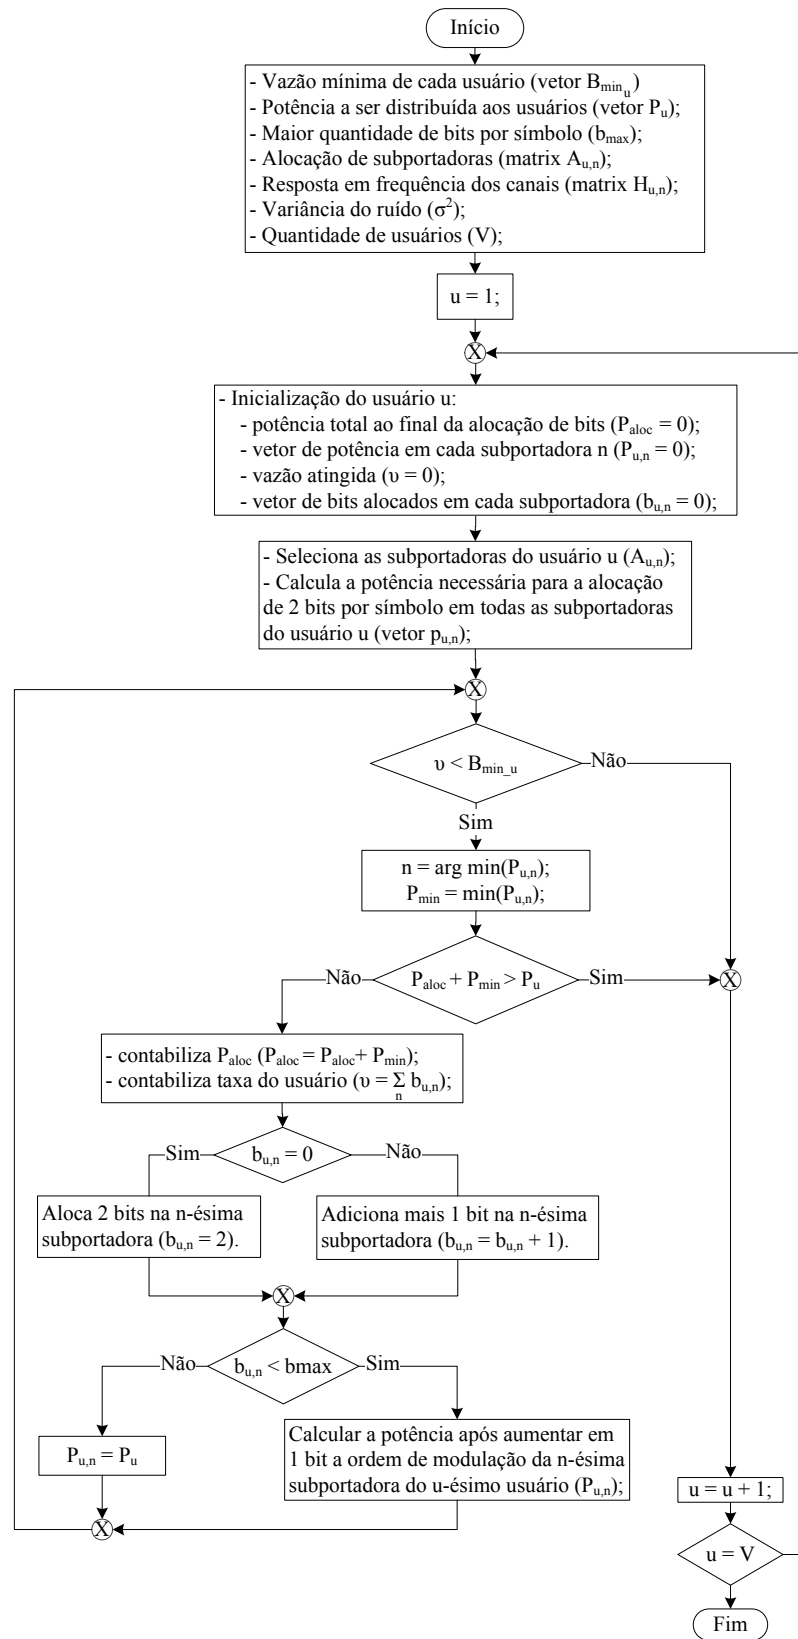 Início
- Vazão mínima de cada usuário (vetor B_min_u)
- Potência a ser distribuída aos usuários (vetor P_u);
- Maior quantidade de bits por símbolo (b_max);
- Alocação de subportadoras (matrix A_u,n);
- Resposta em frequência dos canais (matrix H_u,n);
- Variância do ruído (σ²);
- Quantidade de usuários (V);
u = 1;
X
- Inicialização do usuário u:
- potência total ao final da alocação de bits (P_aloc = 0);
- vetor de potência em cada subportadora n (P_u,n = 0);
- vazão atingida (υ = 0);
- vetor de bits alocados em cada subportadora (b_u,n = 0);
- Seleciona as subportadoras do usuário u (A_u,n);
- Calcula a potência necessária para a alocação
de 2 bits por símbolo em todas as subportadoras
do usuário u (vetor p_u,n);
X
υ < B_min_u
Não
Sim
n = arg min(P_u,n);
P_min = min(P_u,n);
Não
P_aloc + P_min > P_u
Sim
X
- contabiliza P_aloc (P_aloc = P_aloc + P_min);
- contabiliza taxa do usuário (υ = Σ_n b_u,n);
Sim
b_u,n = 0
Não
Aloca 2 bits na n-ésima
subportadora (b_u,n = 2).
Adiciona mais 1 bit na n-ésima
subportadora (b_u,n = b_u,n + 1).
X
Não
b_u,n < bmax
Sim
P_u,n = P_u
Calcular a potência após aumentar em
1 bit a ordem de modulação da n-ésima
subportadora do u-ésimo usuário (P_u,n);
X
u = u + 1;
u = V
Fim